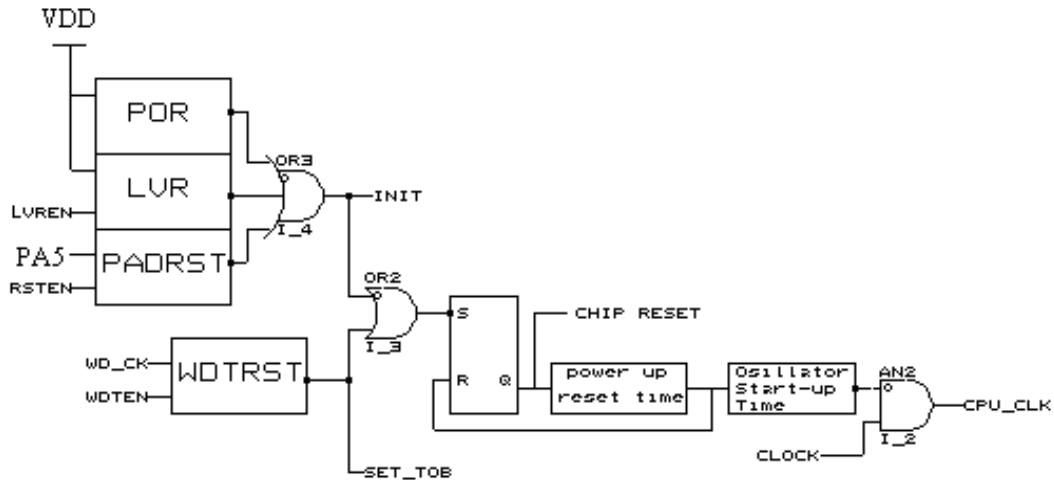 VDD
POR
LVR
LVREN
PA5
PADRST
RSTEN
OR3
I_4
INIT
OR2
I_3
WD_CK
WDTEN
WDTRST
SET_TOB
S
R
Q
CHIP RESET
power up
reset time
Osillator
Start-up
Time
AN2
I_2
CLOCK
CPU_CLK